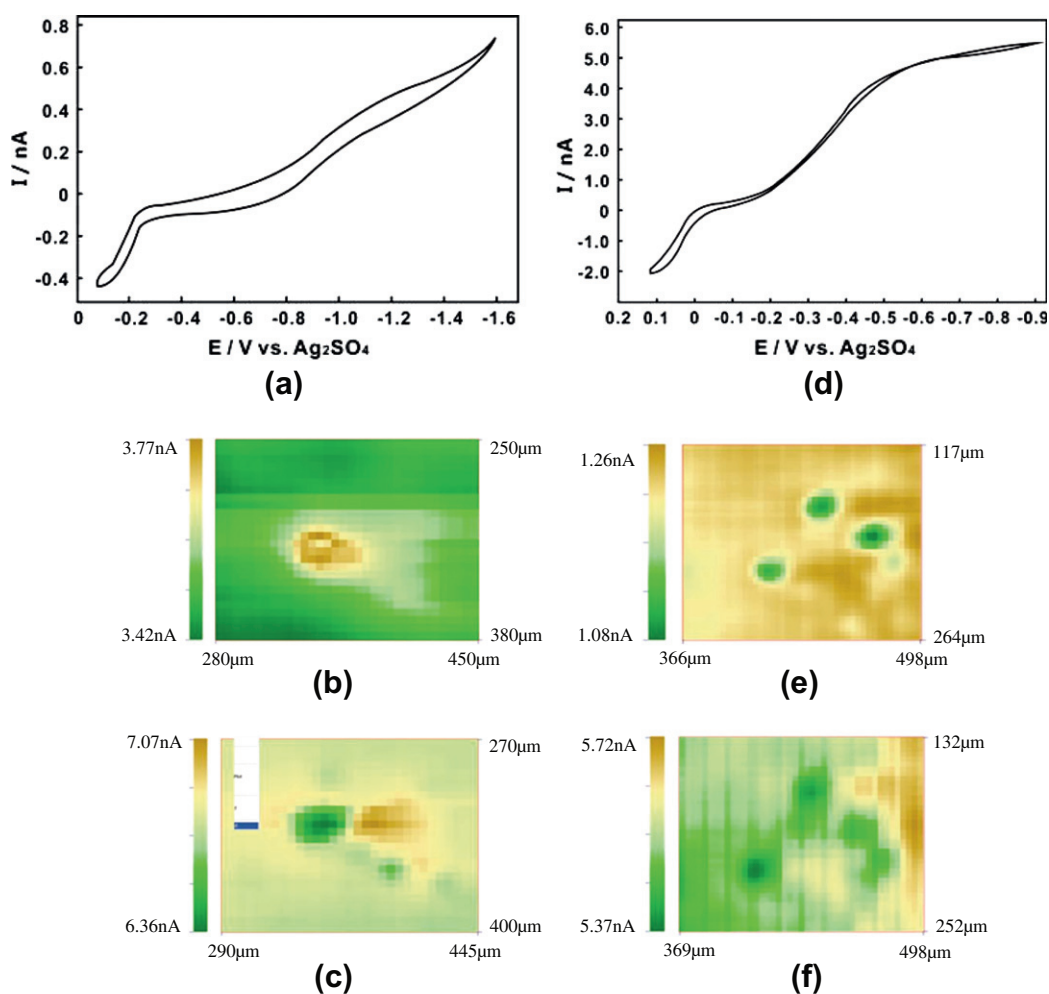 0.8
0.6
0.4
0.2
0
-0.2
-0.4
I / nA
0 -0.2 -0.4 -0.6 -0.8 -1.0 -1.2 -1.4 -1.6
E / V vs. Ag₂SO₄
(a)
6.0
5.0
4.0
3.0
2.0
1.0
0
-1.0
-2.0
I / nA
0.2 0.1 0 -0.1 -0.2 -0.3 -0.4 -0.5 -0.6 -0.7 -0.8 -0.9
E / V vs. Ag₂SO₄
(d)
3.77nA
3.42nA
250μm
380μm
280μm 450μm
(b)
1.26nA
1.08nA
117μm
264μm
366μm 498μm
(e)
7.07nA
6.36nA
270μm
400μm
290μm 445μm
(c)
5.72nA
5.37nA
132μm
252μm
369μm 498μm
(f)